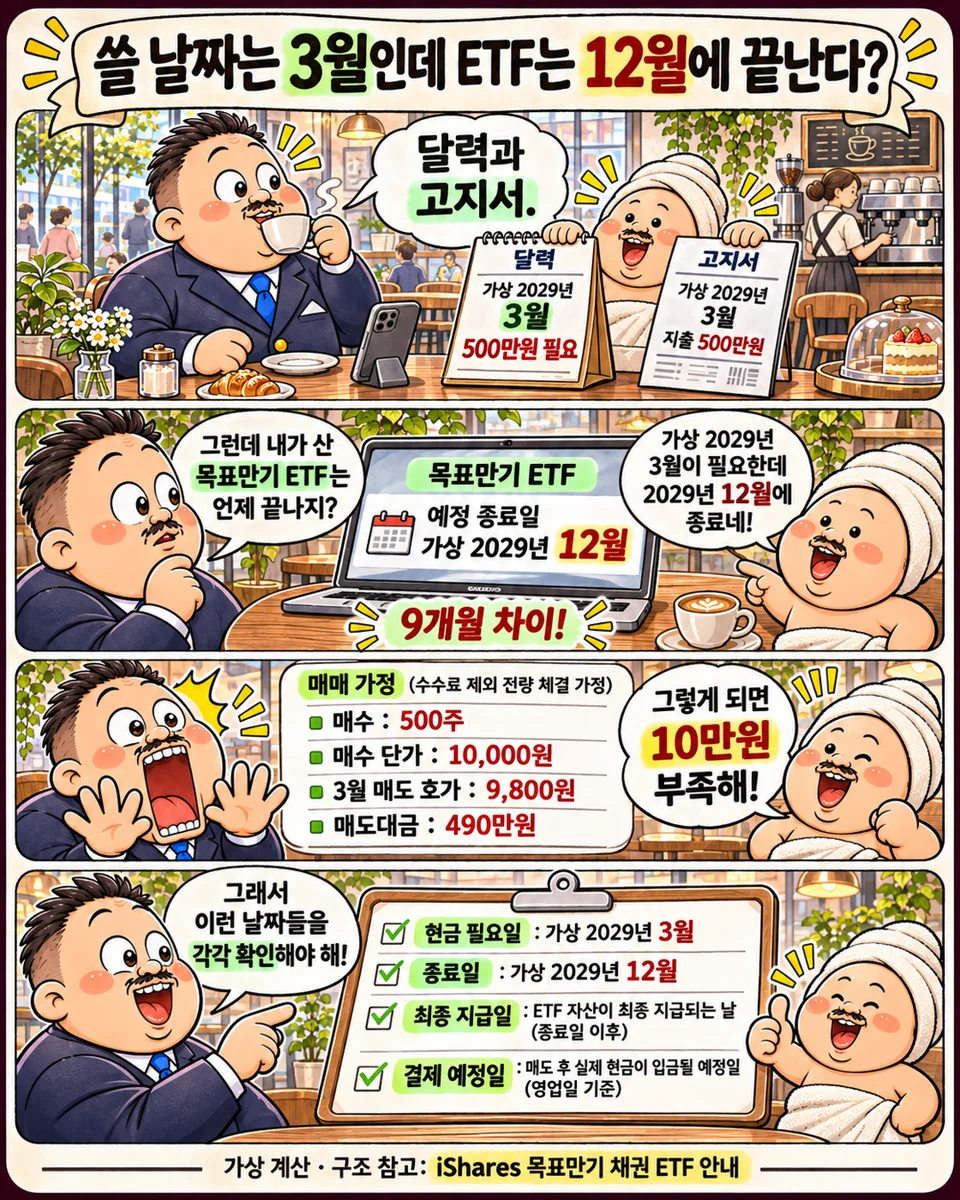 쓸 날짜는 3월인데 ETF는 12월에 끝난다?
달력과
고지서.
달력
가상 2029년
3월
500만원 필요
고지서
가상 2029년
3월
지출 500만원
그런데 내가 산
목표만기 ETF는
언제 끝나지?
목표만기 ETF
예정 종료일
가상 2029년 12월
가상 2029년
3월이 필요한데
2029년 12월에
종료네!
9개월 차이!
매매 가정 (수수료 제외 전량 체결 가정)
매수 : 500주
매수 단가 : 10,000원
3월 매도 호가 : 9,800원
매도대금 : 490만원
그렇게 되면
10만원
부족해!
그래서
이런 날짜들을
각각 확인해야 해!
현금 필요일 : 가상 2029년 3월
종료일 : 가상 2029년 12월
최종 지급일 : ETF 자산이 최종 지급되는 날
(종료일 이후)
결제 예정일 : 매도 후 실제 현금이 입금될 예정일
(영업일 기준)
가상 계산 · 구조 참고: iShares 목표만기 채권 ETF 안내